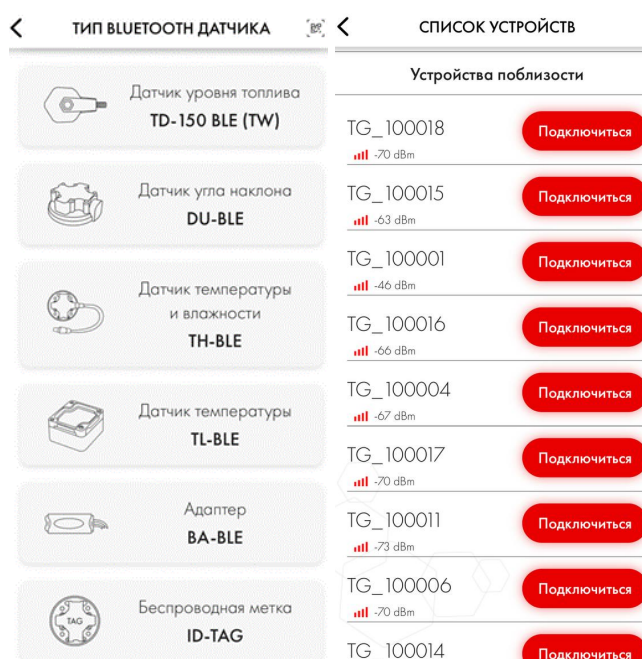 ТИП BLUETOOTH ДАТЧИКА
Датчик уровня топлива
TD-150 BLE (TW)
Датчик угла наклона
DU-BLE
Датчик температуры
и влажности
TH-BLE
Датчик температуры
TL-BLE
Адаптер
BA-BLE
TAG
Беспроводная метка
ID-TAG
СПИСОК УСТРОЙСТВ
Устройства поблизости
TG_100018
Подключиться
-70 dBm
TG_100015
Подключиться
-63 dBm
TG_100001
Подключиться
-46 dBm
TG_100016
Подключиться
-66 dBm
TG_100004
Подключиться
-67 dBm
TG_100017
Подключиться
-70 dBm
TG_100011
Подключиться
-73 dBm
TG_100006
Подключиться
-70 dBm
TG_100014
Подключиться